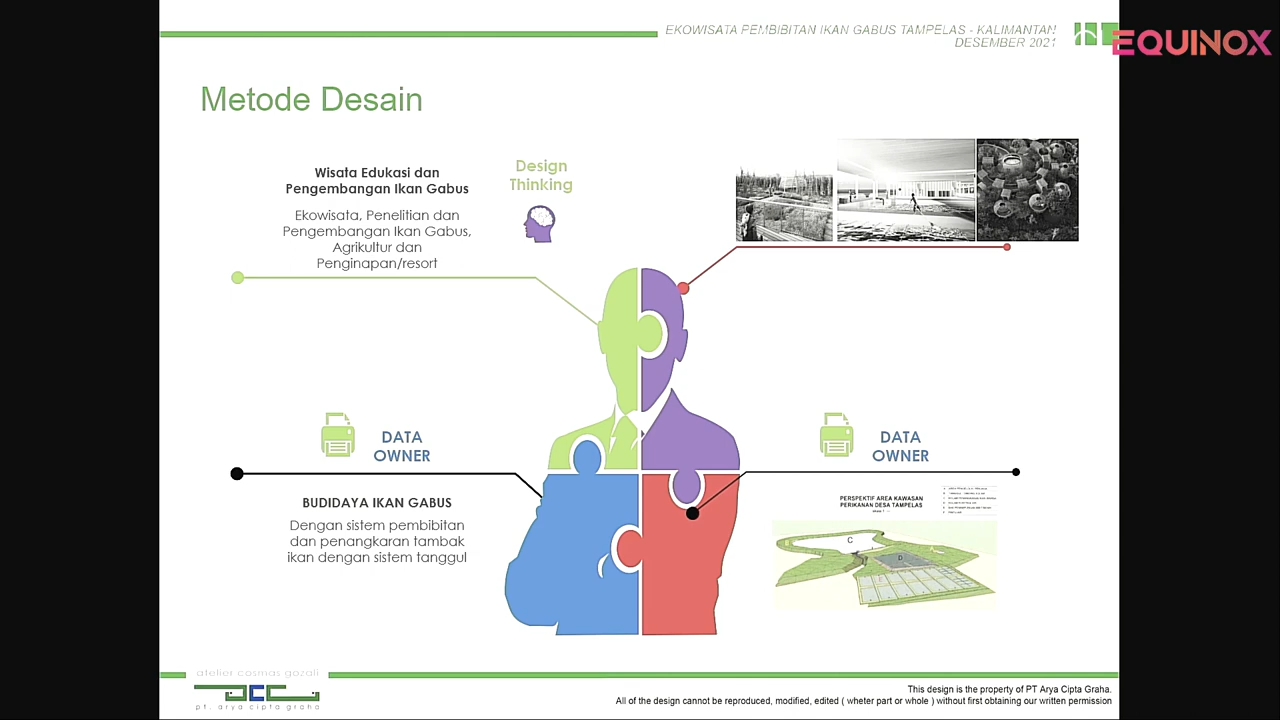 EKOWISATA PEMBIBITAN IKAN GABUS TAMPELAS - KALIMANTAN
DESEMBER 2021
EQUINOX
Metode Desain
Wisata Edukasi dan
Pengembangan Ikan Gabus
Ekowisata, Penelitian dan
Pengembangan Ikan Gabus,
Agrikultur dan
Penginapan/resort
Design
Thinking
DATA
OWNER
BUDIDAYA IKAN GABUS
Dengan sistem pembibitan
dan penangkaran tambak
ikan dengan sistem tanggul
DATA
OWNER
PERSPEKTIF AREA KAWASAN
PERIKANAN DESA TAMPELAS
C
D
atelier cosmas gozali
pt. arya cipta graha
This design is the property of PT Arya Cipta Graha.
All of the design cannot be reproduced, modified, edited ( wheter part or whole ) without first obtaining our written permission